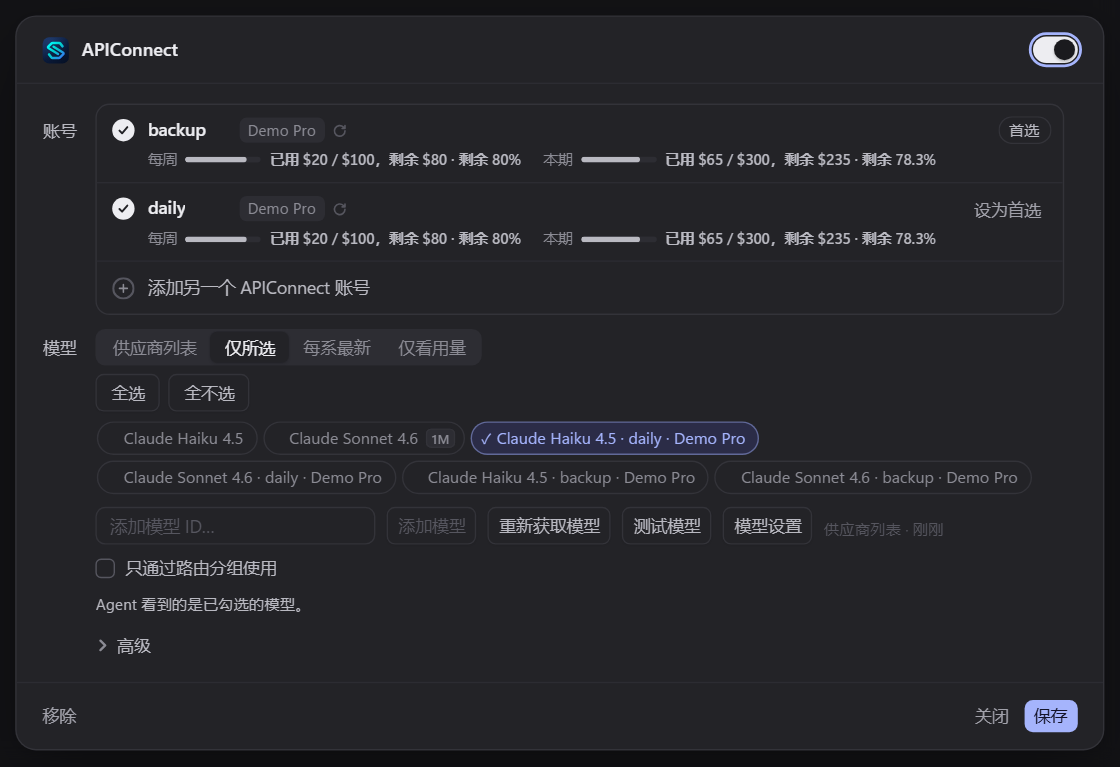 APIConnect
账号
backup Demo Pro 首选
每周 已用 $20 / $100，剩余 $80 · 剩余 80% 本期 已用 $65 / $300，剩余 $235 · 剩余 78.3%
daily Demo Pro 设为首选
每周 已用 $20 / $100，剩余 $80 · 剩余 80% 本期 已用 $65 / $300，剩余 $235 · 剩余 78.3%
添加另一个 APIConnect 账号
模型 供应商列表 仅所选 每系最新 仅看用量
全选 全不选
Claude Haiku 4.5 Claude Sonnet 4.6 1M ✓ Claude Haiku 4.5 · daily · Demo Pro
Claude Sonnet 4.6 · daily · Demo Pro Claude Haiku 4.5 · backup · Demo Pro Claude Sonnet 4.6 · backup · Demo Pro
添加模型 ID... 添加模型 重新获取模型 测试模型 模型设置 供应商列表 · 刚刚
只通过路由分组使用
Agent 看到的是已勾选的模型。
高级
移除 关闭 保存